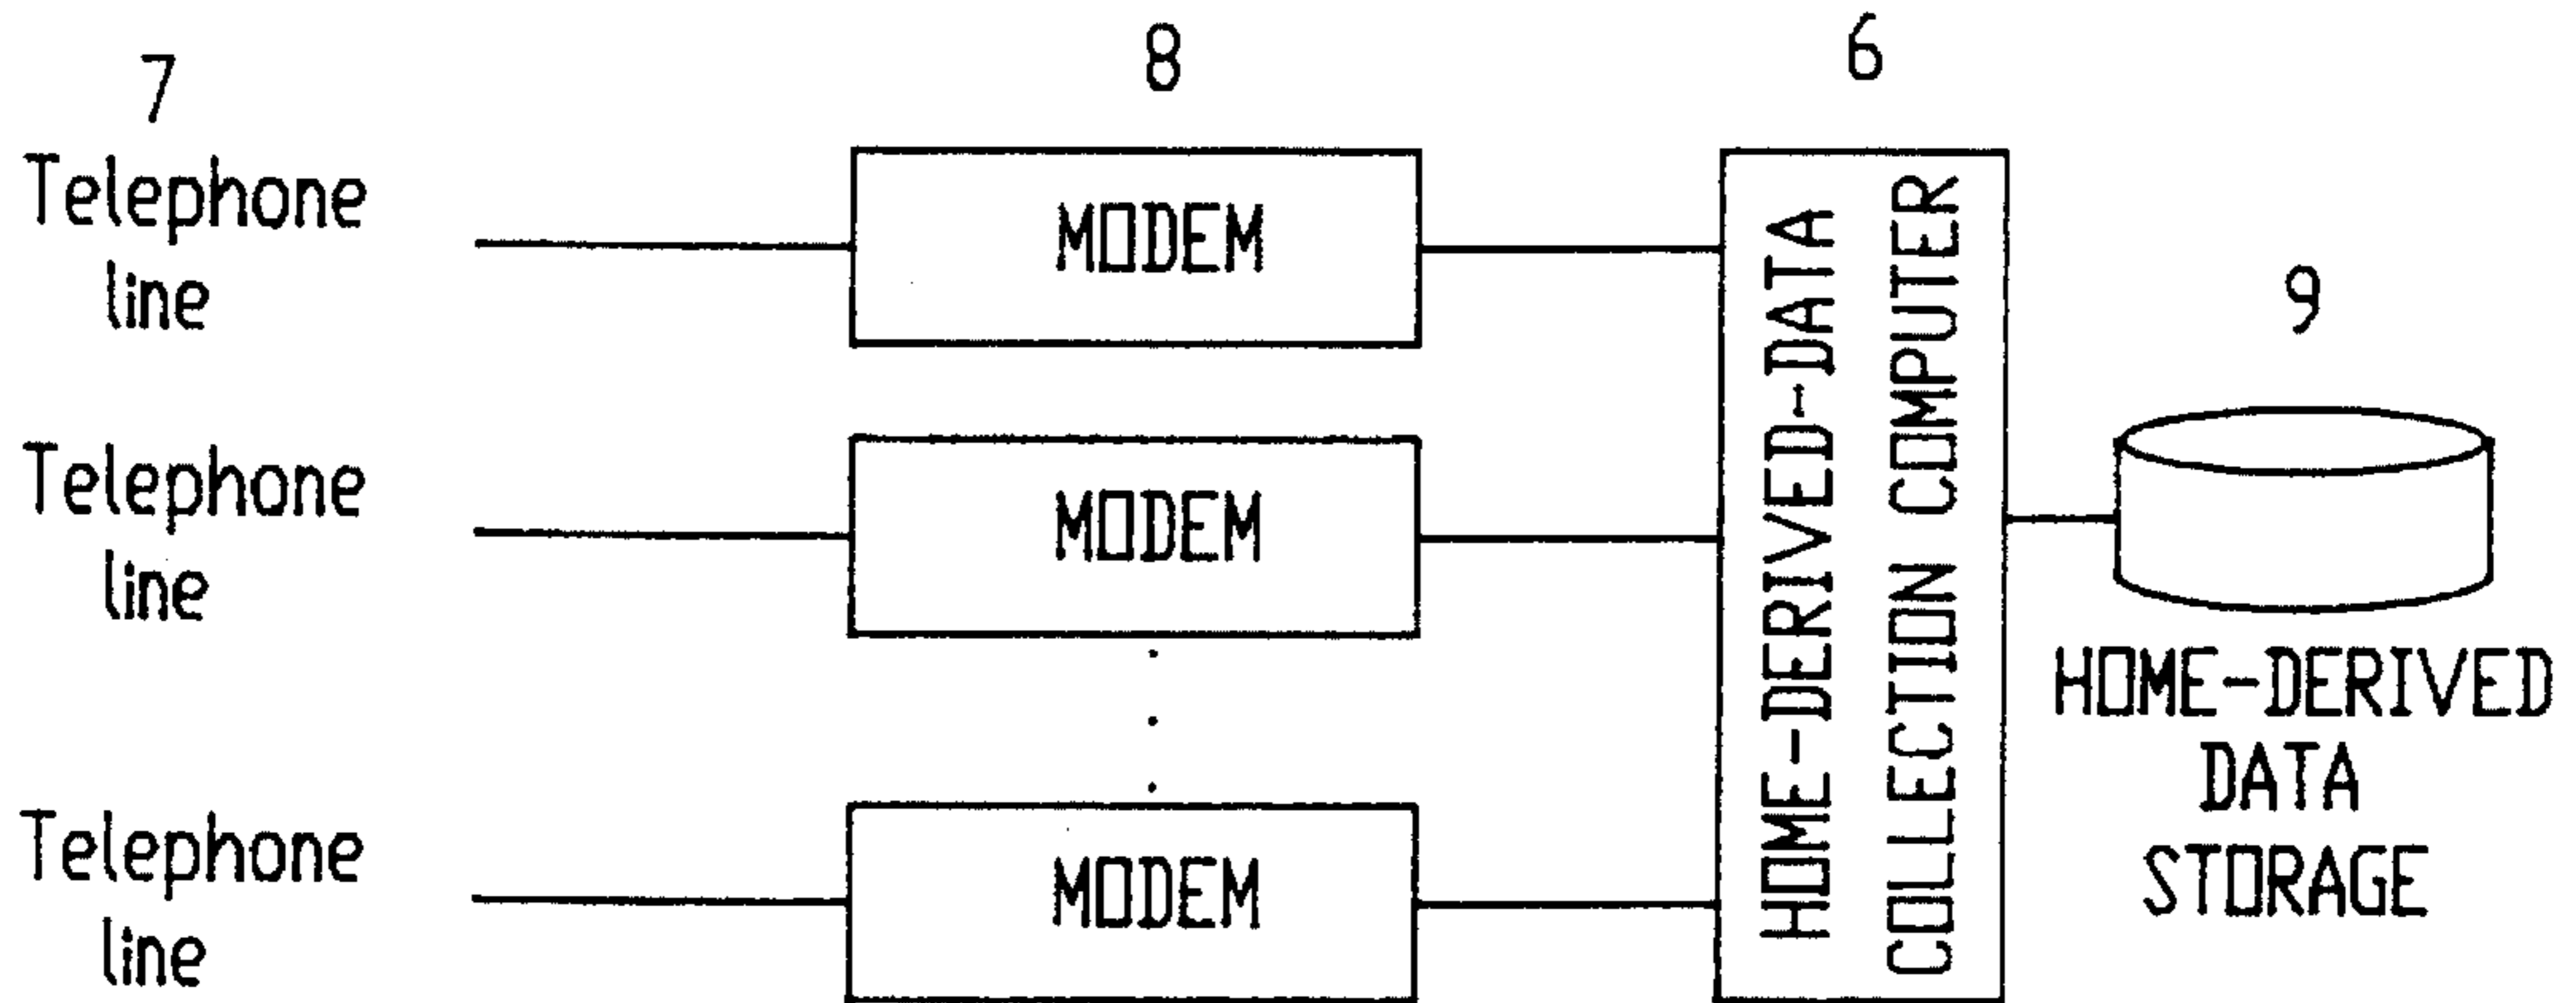 7
Telephone
line
8
MODEM
6
HOME-DERIVED-DATA
COLLECTION COMPUTER
9
HOME-DERIVED
DATA
STORAGE
Telephone
line
MODEM
Telephone
line
MODEM